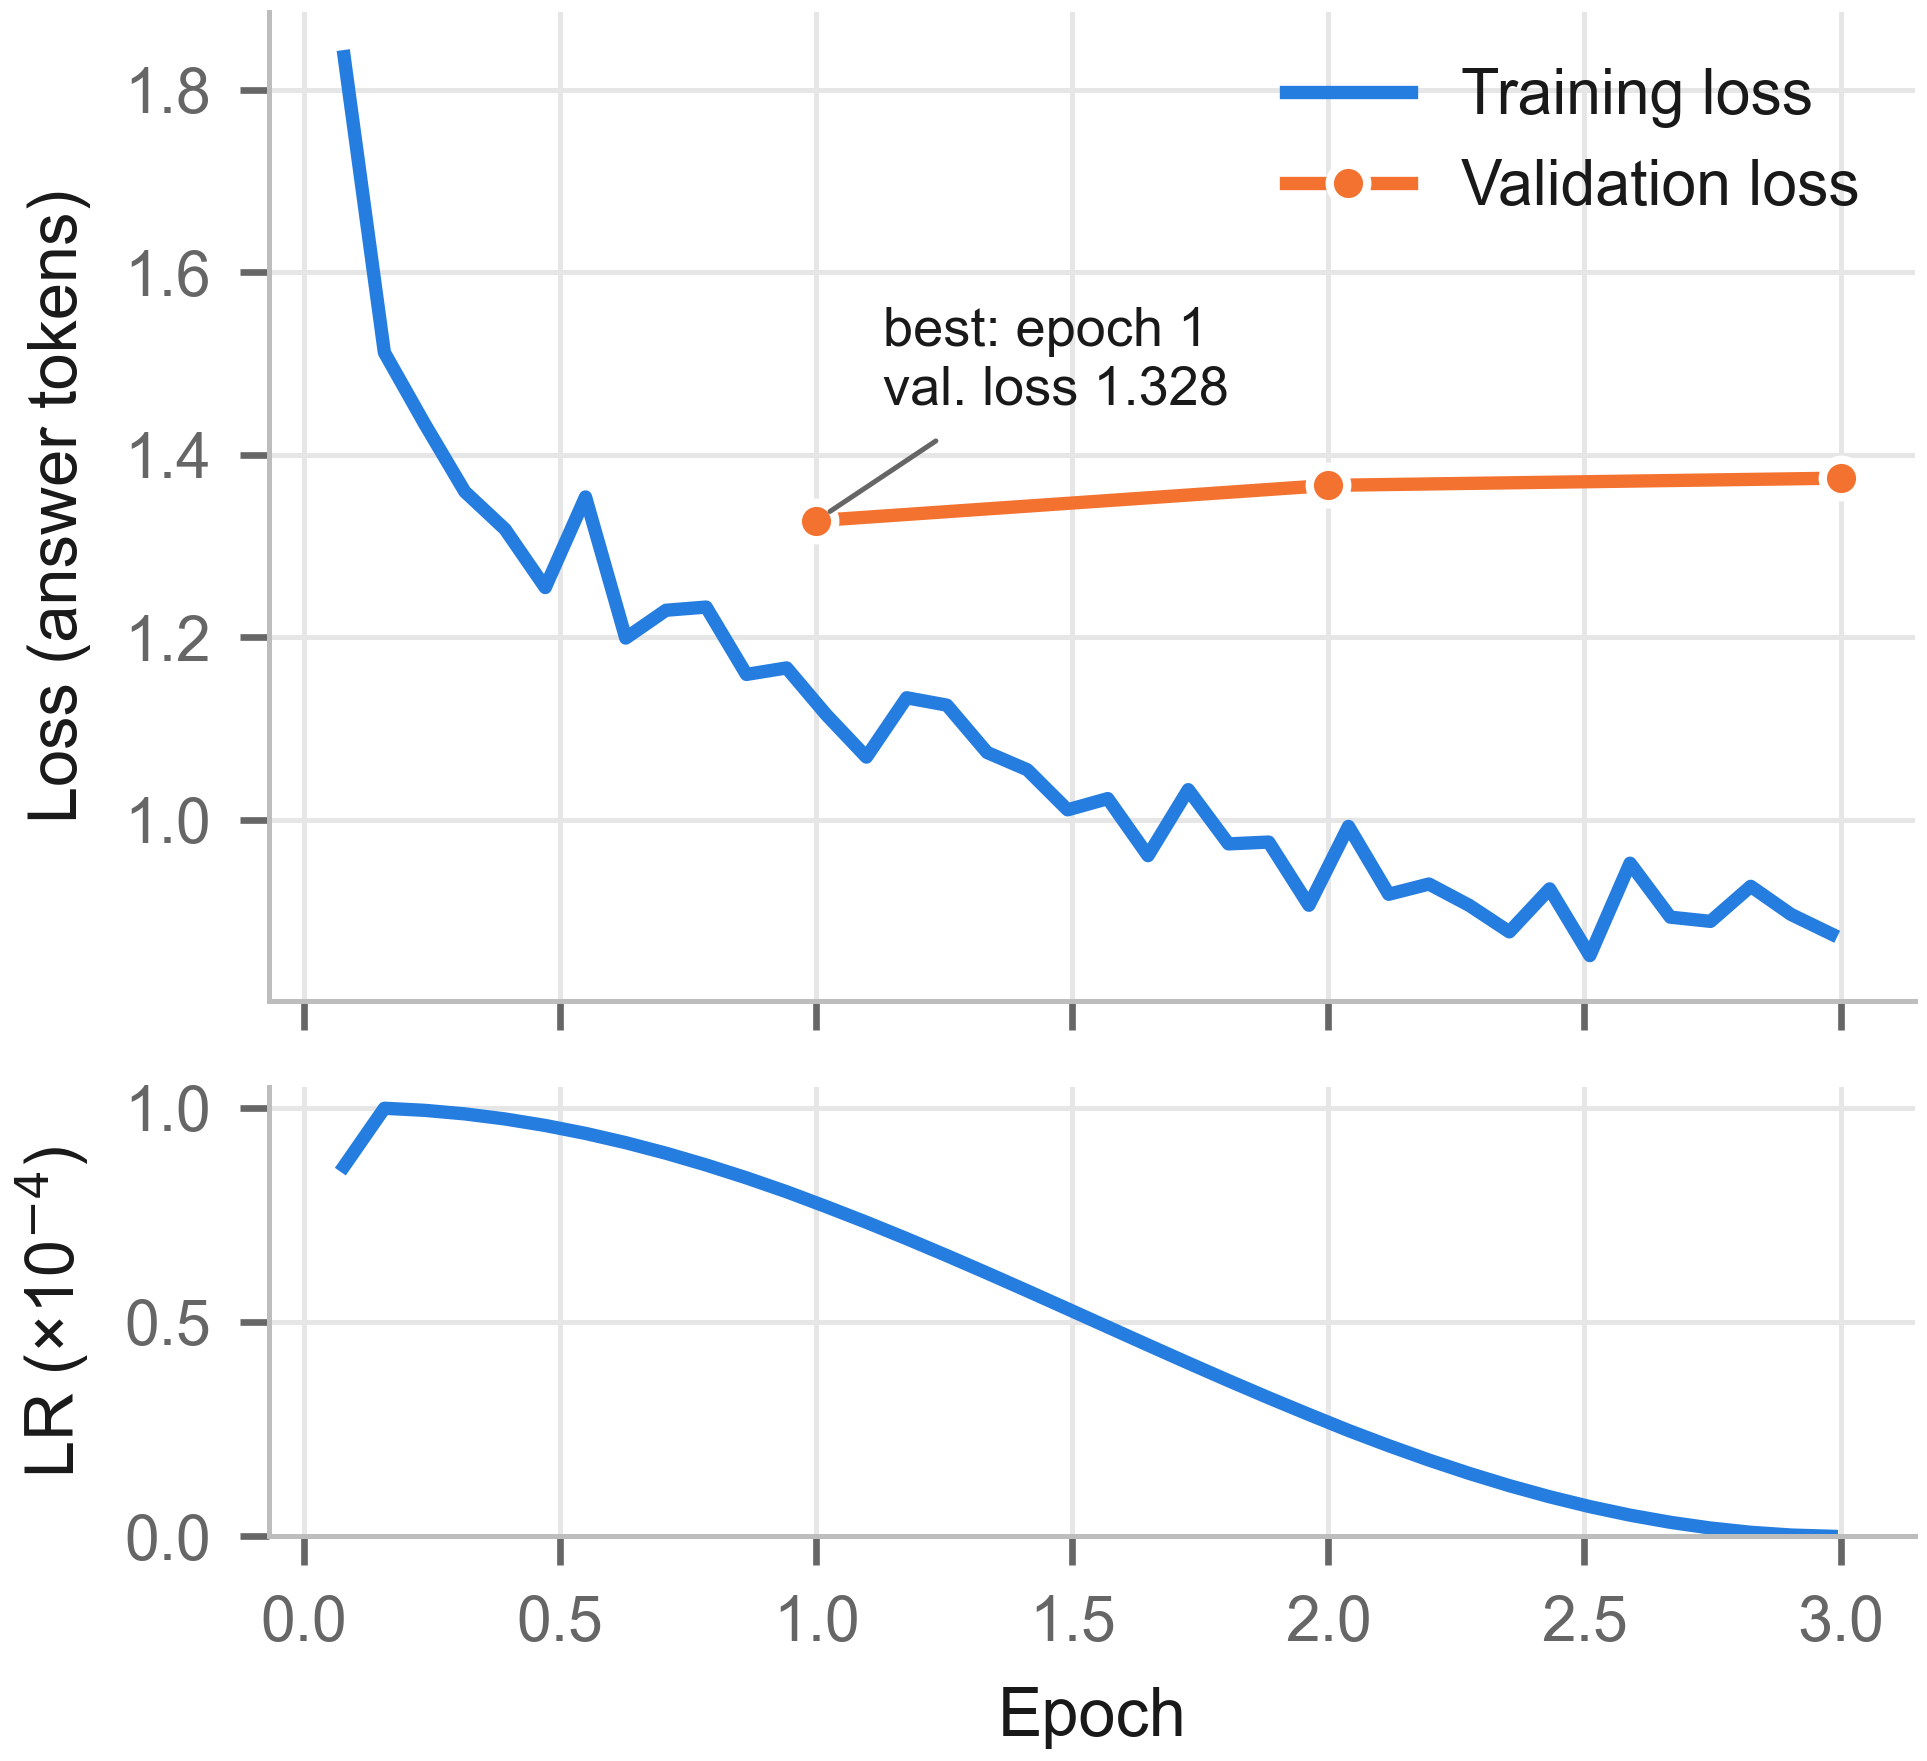 Loss (answer tokens)
1.8
1.6
1.4
1.2
1.0
Training loss
Validation loss
best: epoch 1
val. loss 1.328
LR (×10⁻⁴)
1.0
0.5
0.0
0.0 0.5 1.0 1.5 2.0 2.5 3.0
Epoch